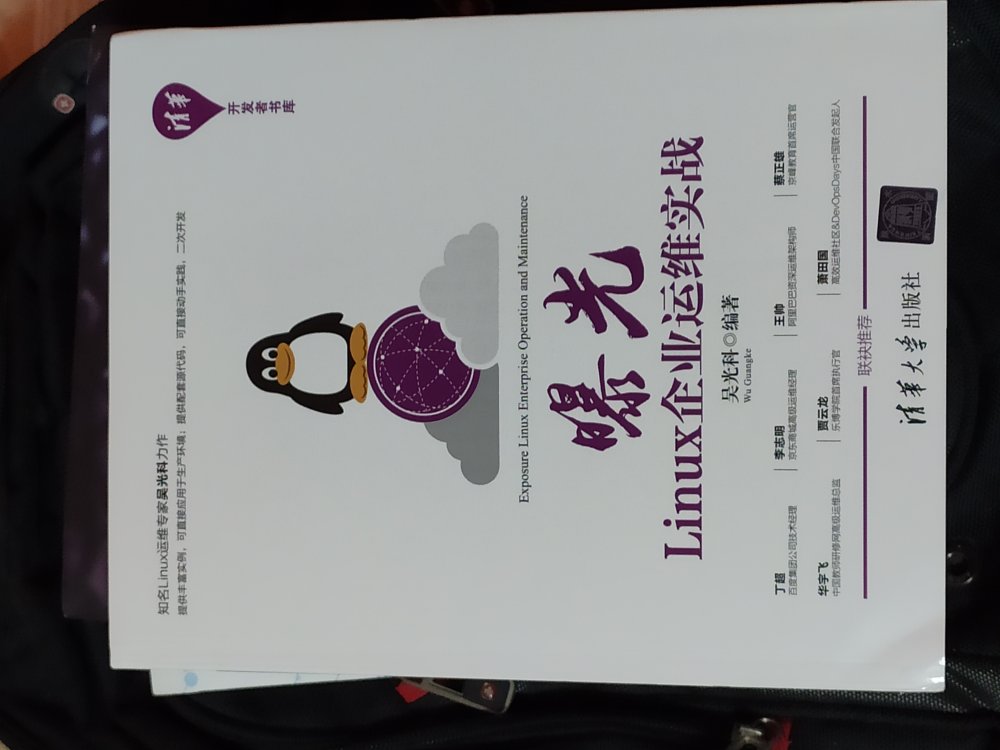 清华
开发者书库
知名Linux运维专家吴光科力作
提供丰富实例，可直接应用于生产环境；提供配套源代码，可直接动手实践，二次开发
Exposure Linux Enterprise Operation and Maintenance
曝光
Linux企业运维实战
吴光科◎编著
Wu Guangke
丁超 李志明 王帅 蔡正雄
百度集团公司技术经理 京东商城高级运维经理 阿里巴巴资深运维架构师 京峰教育首席运营官
华宇飞 贾云龙 萧田国
中国教师研修网高级运维总监 乐博学院首席执行官 高效运维社区&DevOpsDays中国联合发起人
联袂推荐
清华大学出版社